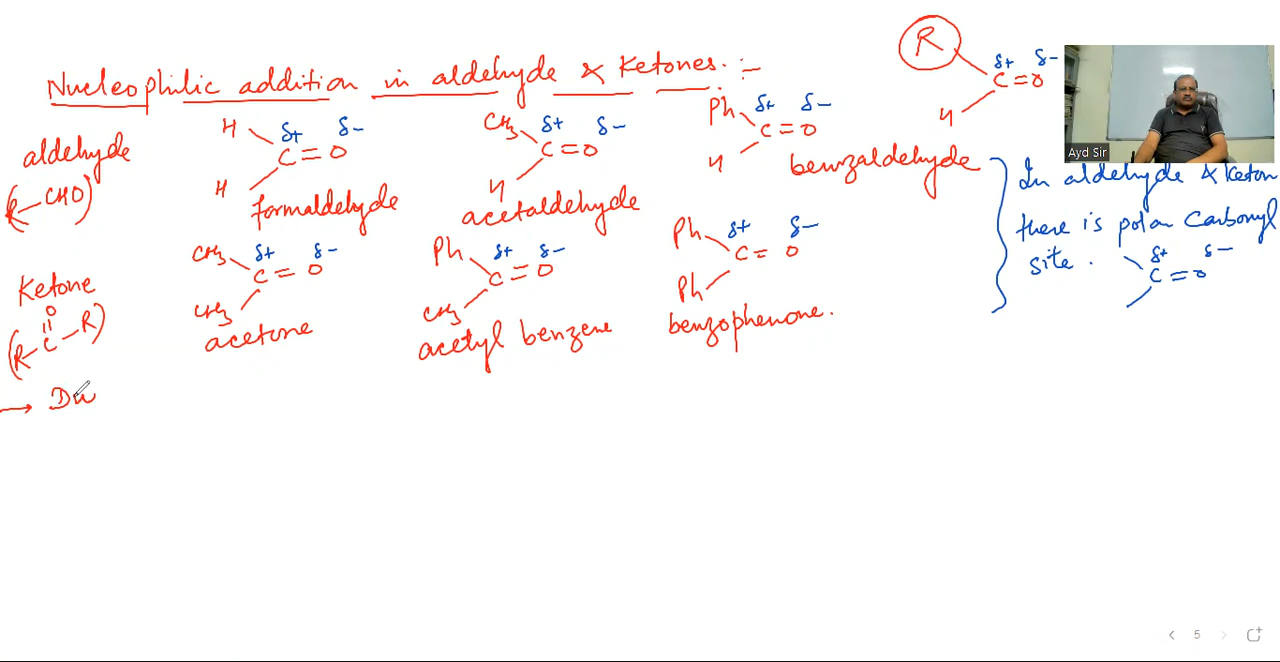 Nucleophilic addition in aldehyde & Ketones. :-
R
δ+ δ-
C=O
H
Ayd Sir
aldehyde
(R-CHO)
H δ+ δ-
C=O
H
formaldehyde
CH3 δ+ δ-
C=O
H
acetaldehyde
Ph δ+ δ-
C=O
H
benzaldehyde
In aldehyde & Keton
there is polar Carbonyl
site.
δ+ δ-
C=O
Ketone
O
(R-C-R)
CH3 δ+ δ-
C=O
CH3
acetone
Ph δ+ δ-
C=O
CH3
acetyl benzene
Ph δ+ δ-
C=O
Ph
benzophenone.
→ Du
5